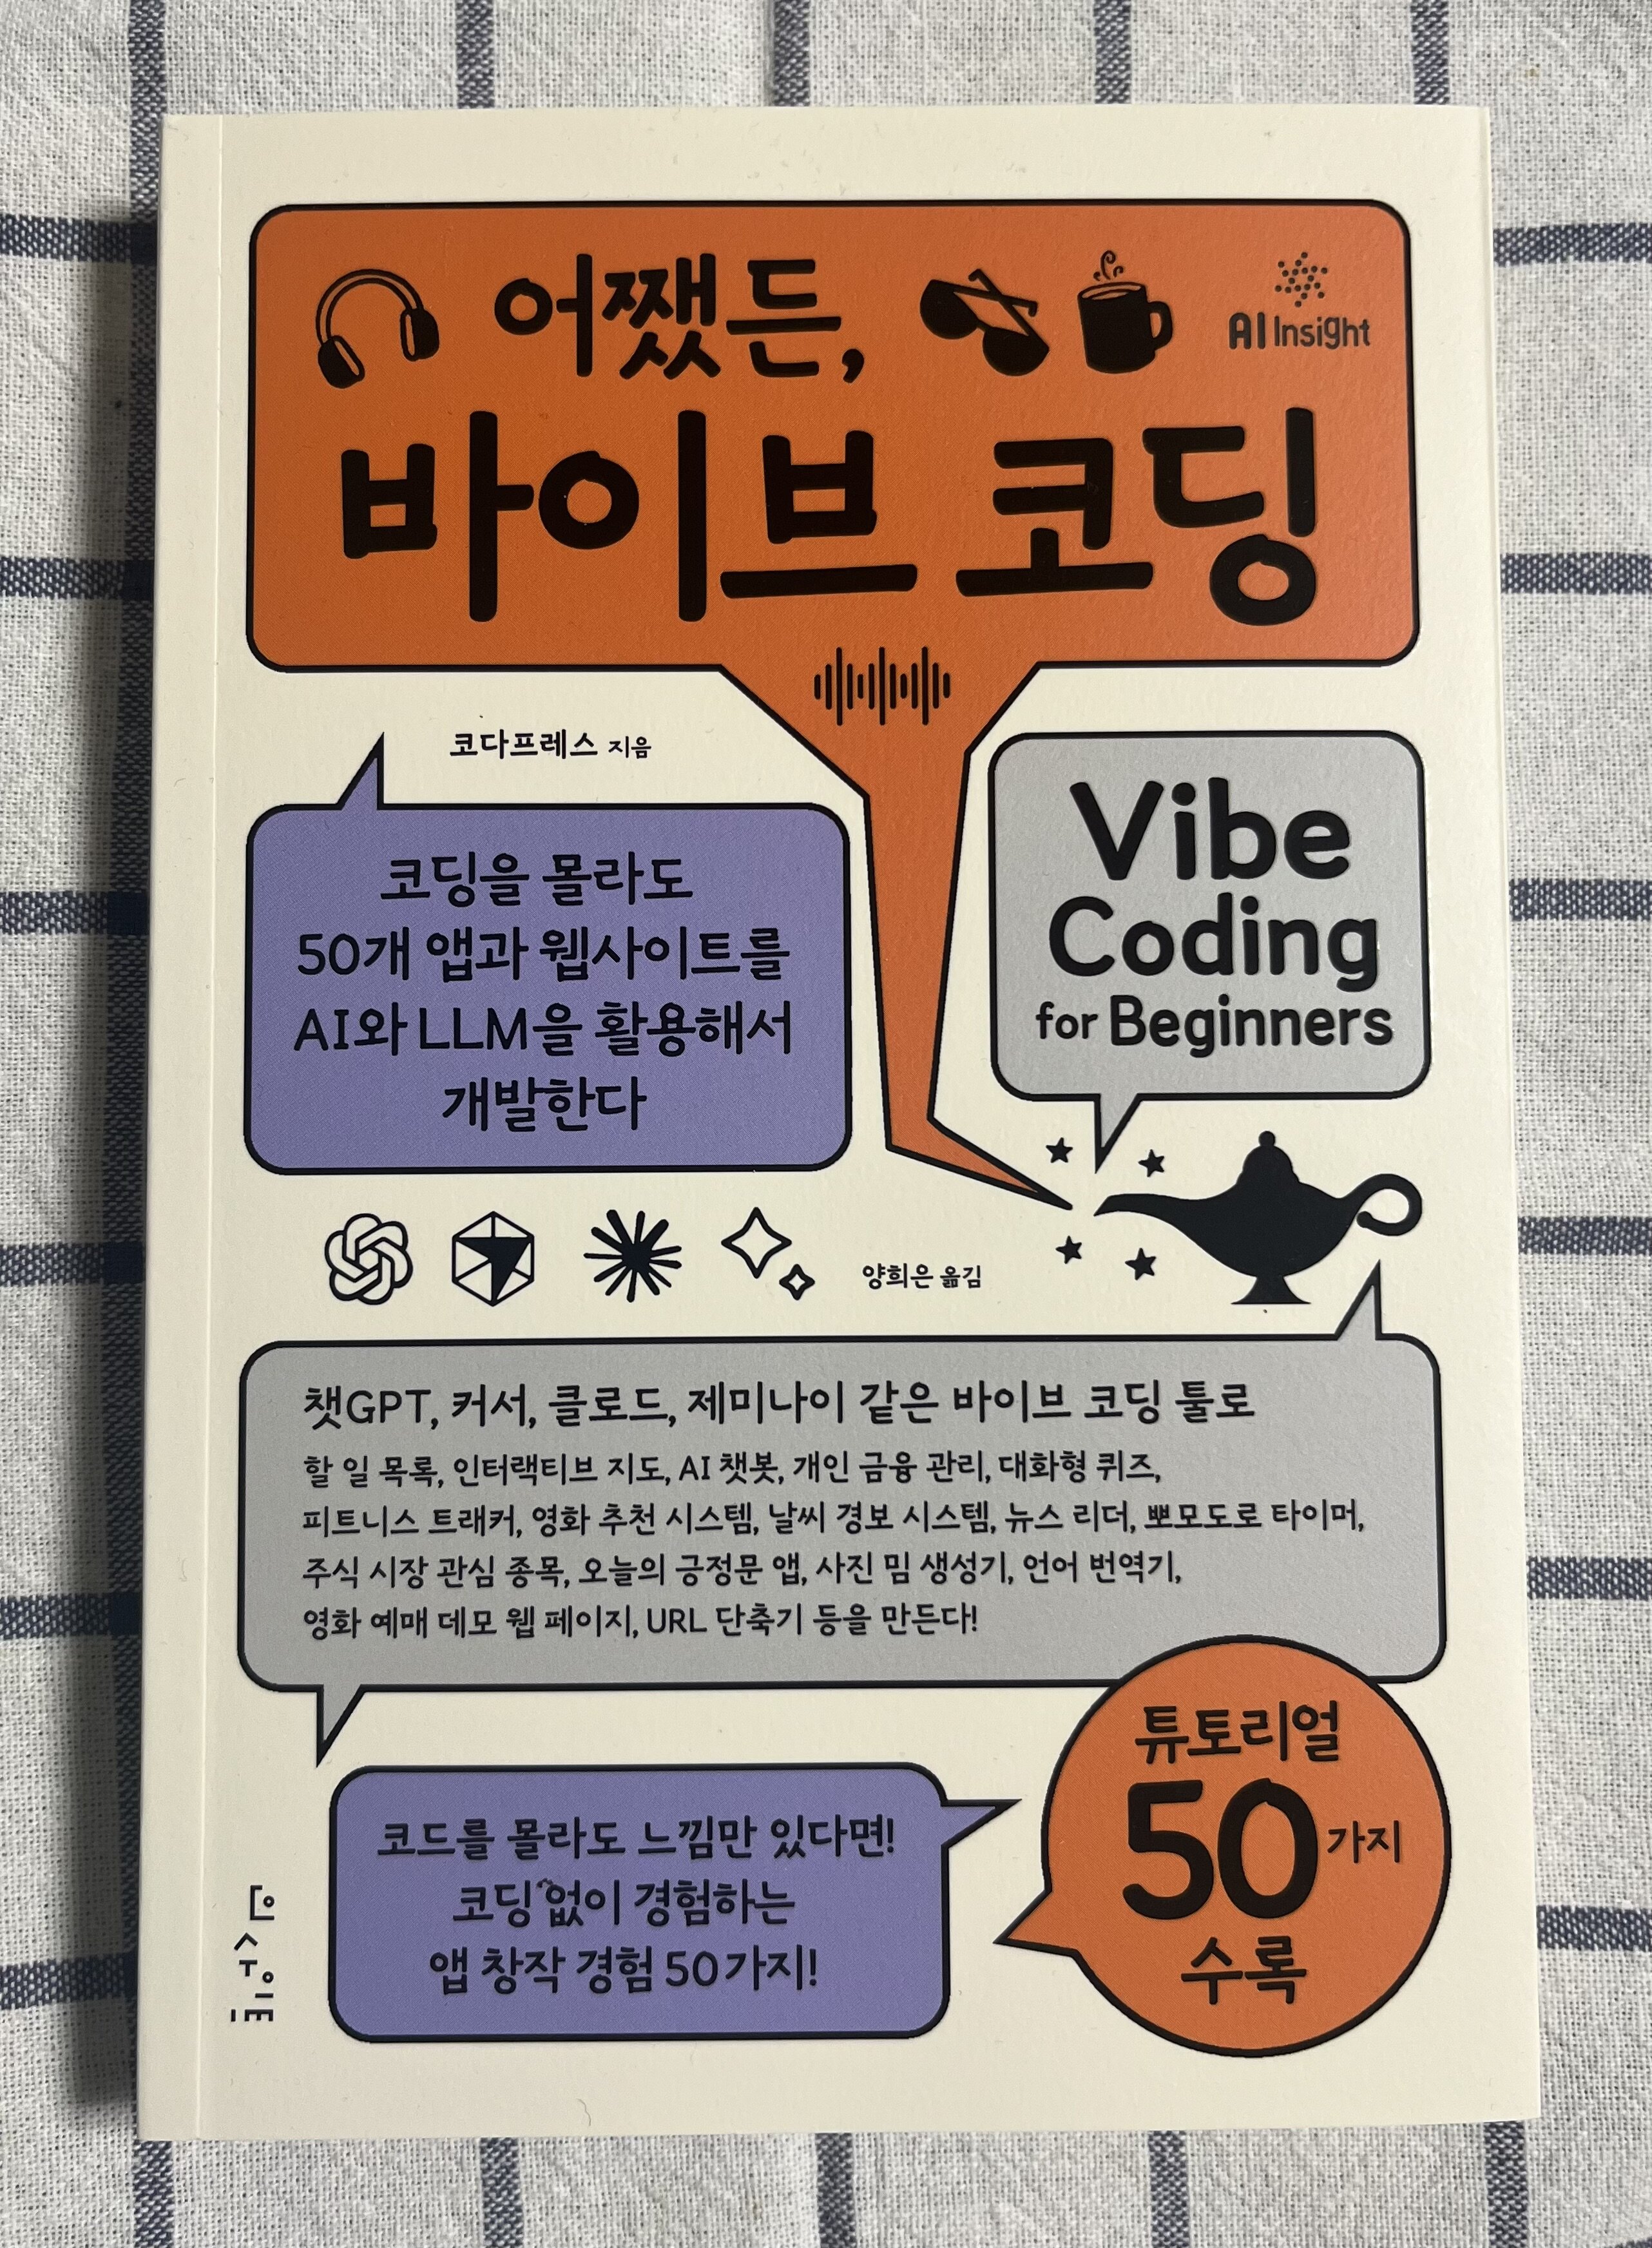 어쨌든,
AI Insight
바이브 코딩
코다프레스 지음
Vibe
Coding
for Beginners
코딩을 몰라도
50개 앱과 웹사이트를
AI와 LLM을 활용해서
개발한다
양희은 옮김
챗GPT, 커서, 클로드, 제미나이 같은 바이브 코딩 툴로
할 일 목록, 인터랙티브 지도, AI 챗봇, 개인 금융 관리, 대화형 퀴즈,
피트니스 트래커, 영화 추천 시스템, 날씨 경보 시스템, 뉴스 리더, 뽀모도로 타이머,
주식 시장 관심 종목, 오늘의 긍정문 앱, 사진 밈 생성기, 언어 번역기,
영화 예매 데모 웹 페이지, URL 단축기 등을 만든다!
튜토리얼
50가지
수록
코드를 몰라도 느낌만 있다면!
코딩 없이 경험하는
앱 창작 경험 50가지!
인사이트